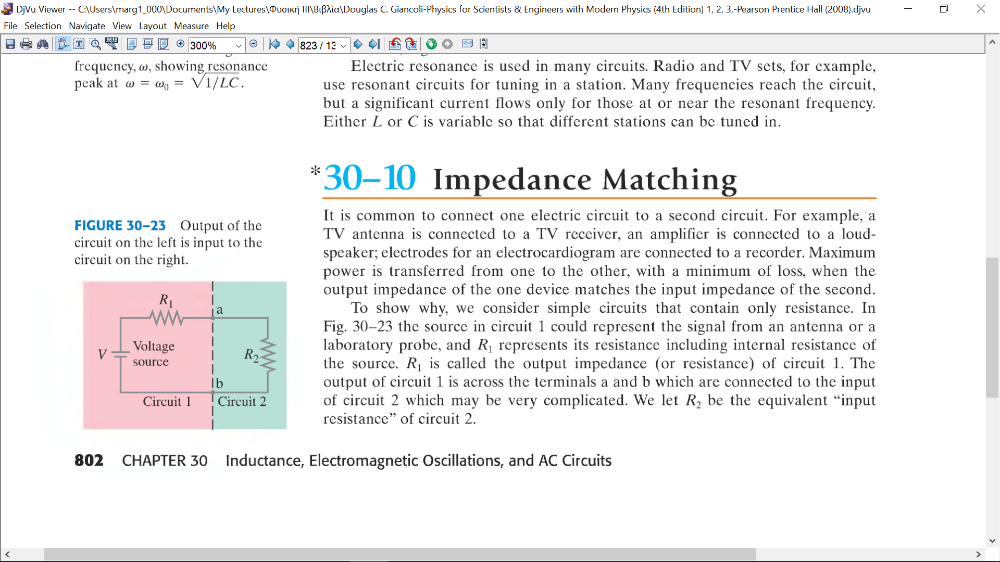 DjVu Viewer -- C:\Users\marg1_000\Documents\My Lectures\Φυσική III\Βιβλία\Douglas C. Giancoli-Physics for Scientists & Engineers with Modern Physics (4th Edition) 1, 2, 3.-Pearson Prentice Hall (2008).djvu
File Selection Navigate View Layout Measure Help
300% 823 / 13
frequency, ω, showing resonance
peak at ω = ω₀ = √1/LC.
Electric resonance is used in many circuits. Radio and TV sets, for example,
use resonant circuits for tuning in a station. Many frequencies reach the circuit,
but a significant current flows only for those at or near the resonant frequency.
Either L or C is variable so that different stations can be tuned in.
*30–10 Impedance Matching
FIGURE 30–23 Output of the
circuit on the left is input to the
circuit on the right.
R₁
a
V
Voltage
source
R₂
b
Circuit 1
Circuit 2
It is common to connect one electric circuit to a second circuit. For example, a
TV antenna is connected to a TV receiver, an amplifier is connected to a loud-
speaker; electrodes for an electrocardiogram are connected to a recorder. Maximum
power is transferred from one to the other, with a minimum of loss, when the
output impedance of the one device matches the input impedance of the second.
To show why, we consider simple circuits that contain only resistance. In
Fig. 30–23 the source in circuit 1 could represent the signal from an antenna or a
laboratory probe, and R₁ represents its resistance including internal resistance of
the source. R₁ is called the output impedance (or resistance) of circuit 1. The
output of circuit 1 is across the terminals a and b which are connected to the input
of circuit 2 which may be very complicated. We let R₂ be the equivalent “input
resistance” of circuit 2.
802 CHAPTER 30 Inductance, Electromagnetic Oscillations, and AC Circuits